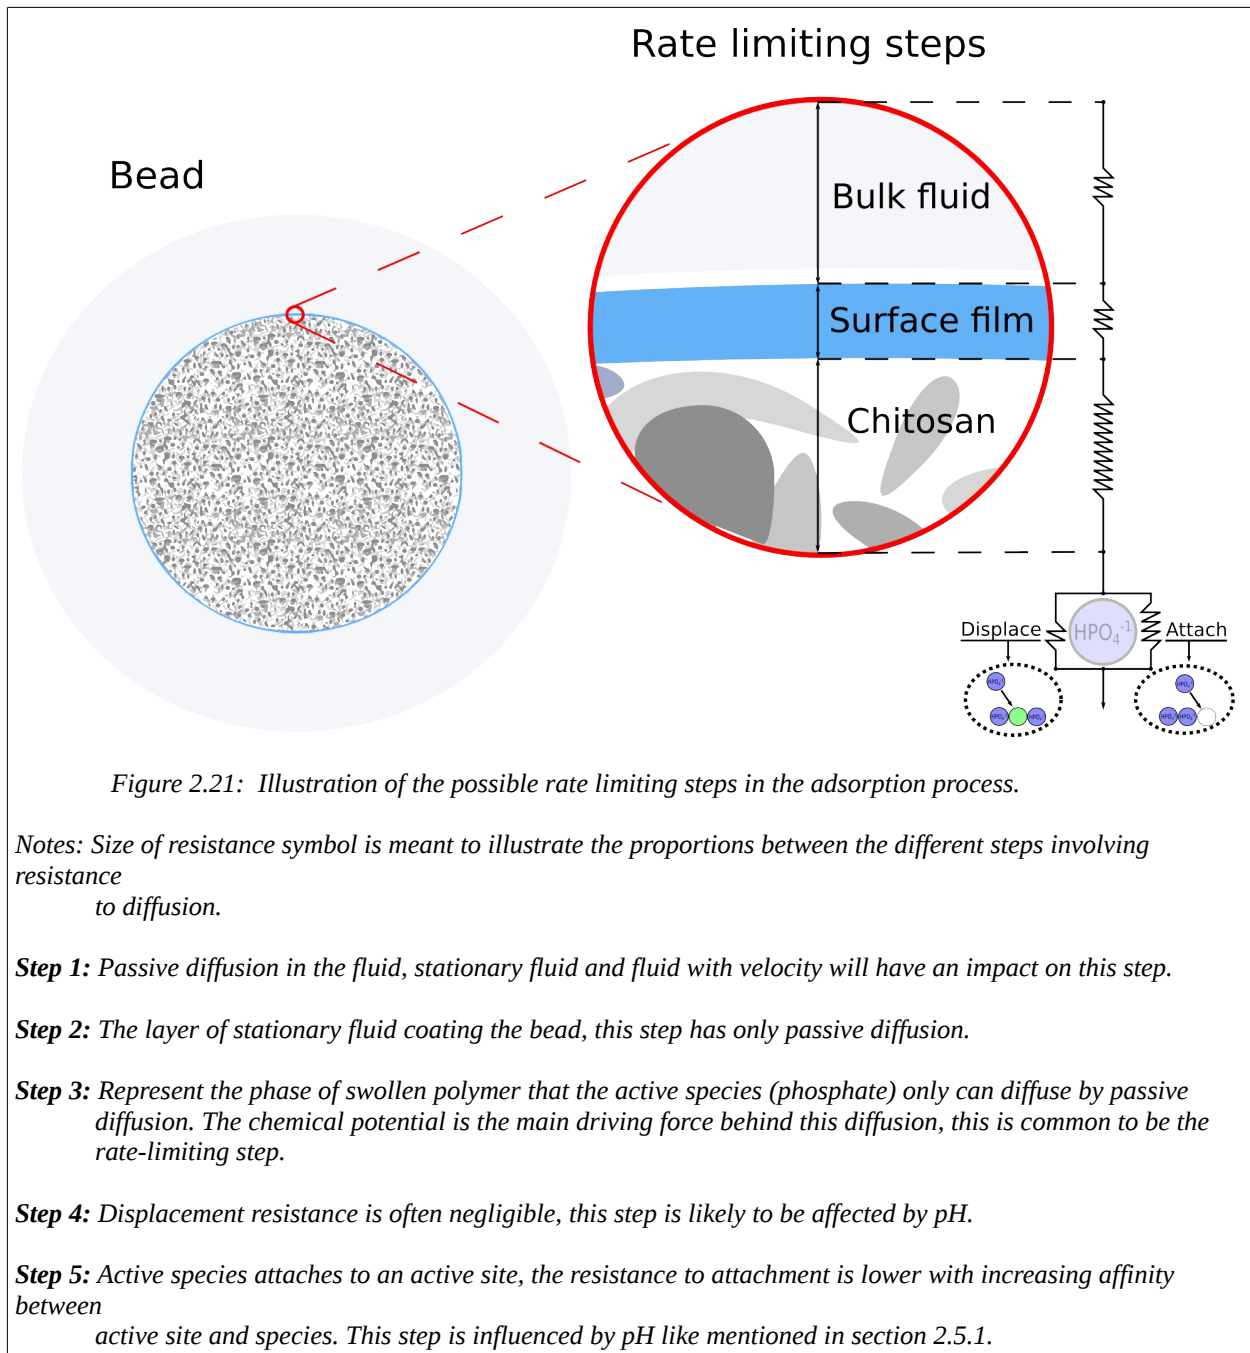 Rate limiting steps
Bead
Bulk fluid
Surface film
Chitosan
Displace
HPO₄⁻¹
Attach
Figure 2.21: Illustration of the possible rate limiting steps in the adsorption process.
Notes: Size of resistance symbol is meant to illustrate the proportions between the different steps involving
resistance
to diffusion.
Step 1: Passive diffusion in the fluid, stationary fluid and fluid with velocity will have an impact on this step.
Step 2: The layer of stationary fluid coating the bead, this step has only passive diffusion.
Step 3: Represent the phase of swollen polymer that the active species (phosphate) only can diffuse by passive
diffusion. The chemical potential is the main driving force behind this diffusion, this is common to be the
rate-limiting step.
Step 4: Displacement resistance is often negligible, this step is likely to be affected by pH.
Step 5: Active species attaches to an active site, the resistance to attachment is lower with increasing affinity
between
active site and species. This step is influenced by pH like mentioned in section 2.5.1.